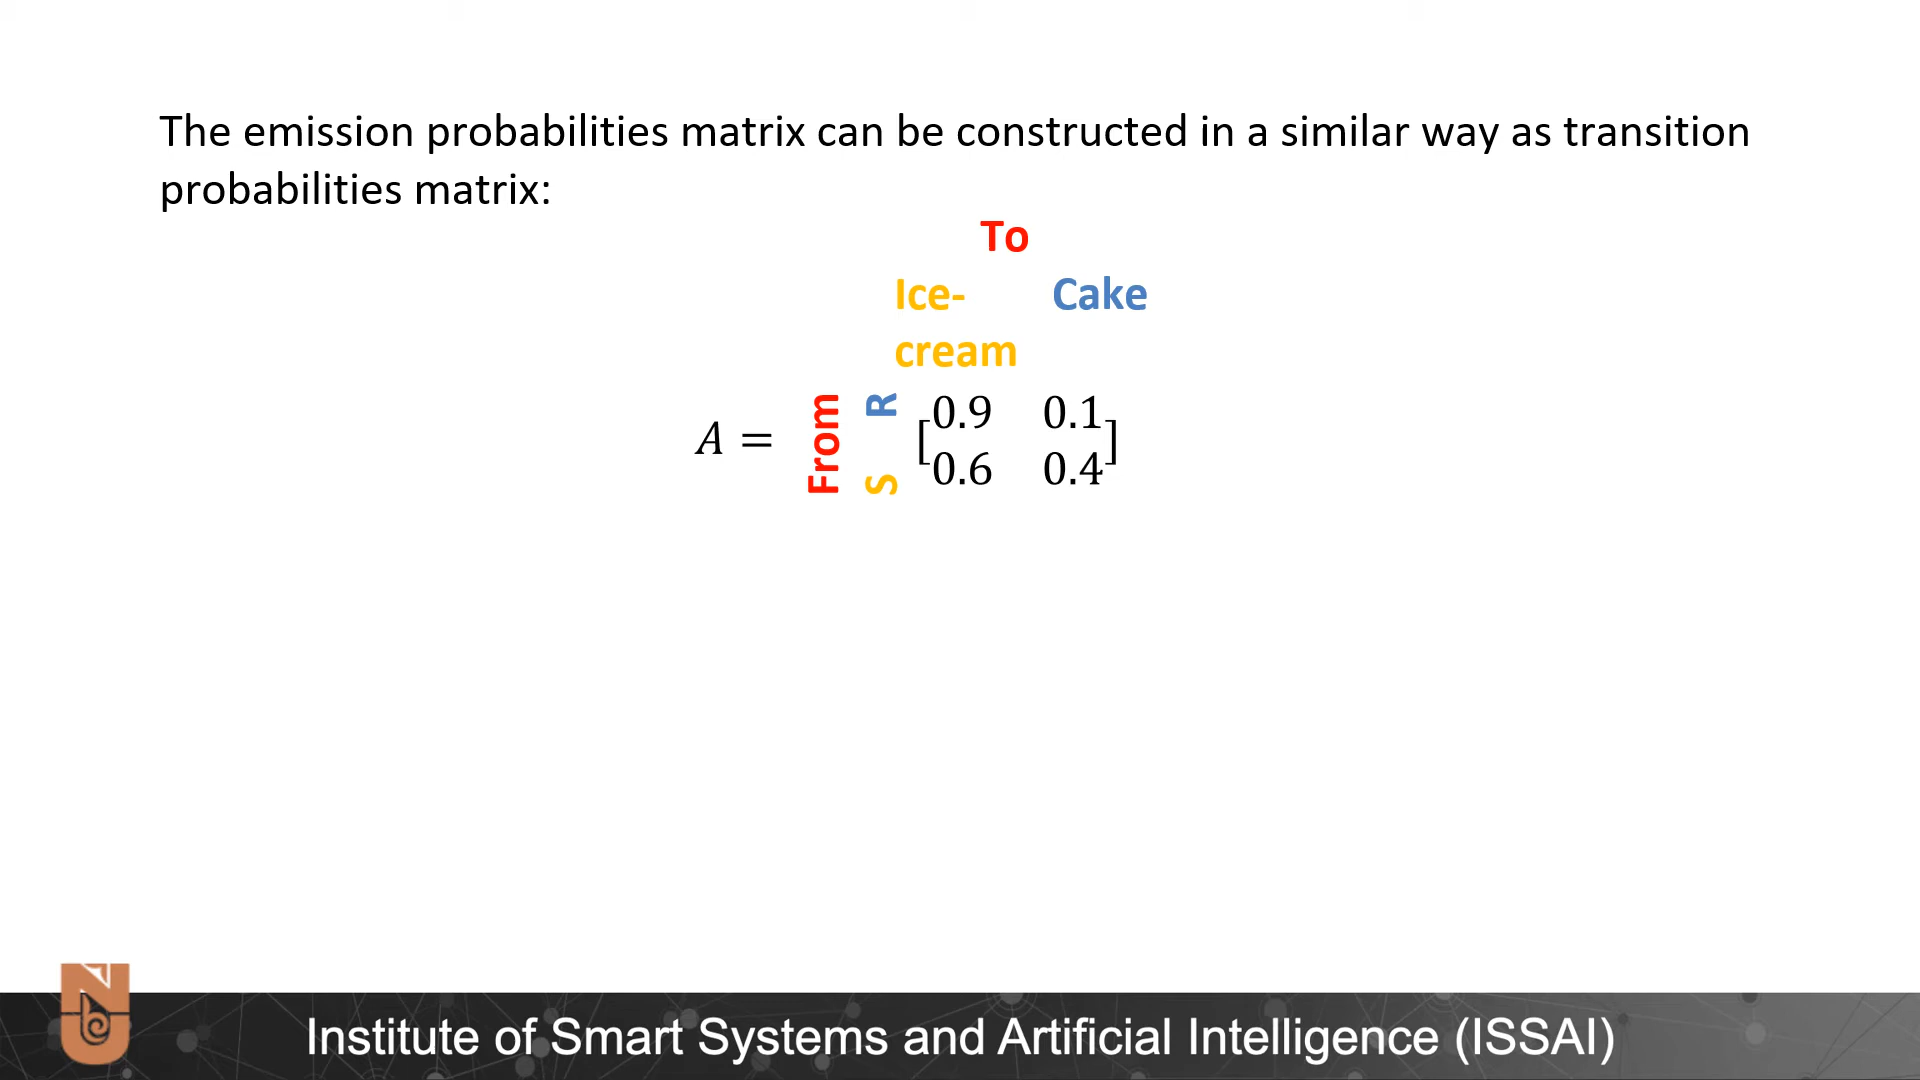 The emission probabilities matrix can be constructed in a similar way as transition
probabilities matrix:
To
Ice- Cake
cream
A = From R [0.9 0.1]
S 0.6 0.4
Institute of Smart Systems and Artificial Intelligence (ISSAI)